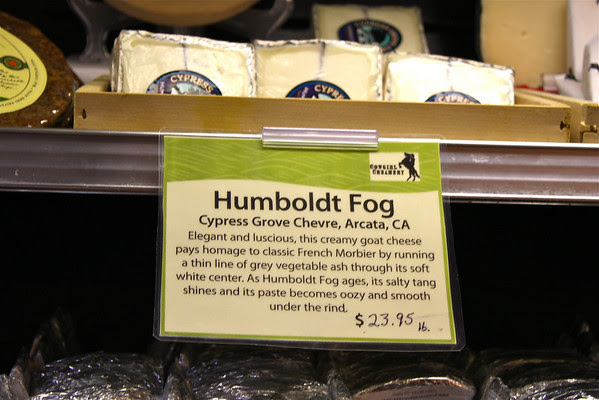 CYPRESS
CYPRESS
CYPRESS
COWGIRL
CREAMERY
Humboldt Fog
Cypress Grove Chevre, Arcata, CA
Elegant and luscious, this creamy goat cheese
pays homage to classic French Morbier by running
a thin line of grey vegetable ash through its soft
white center. As Humboldt Fog ages, its salty tang
shines and its paste becomes oozy and smooth
under the rind.
$23.95 lb.